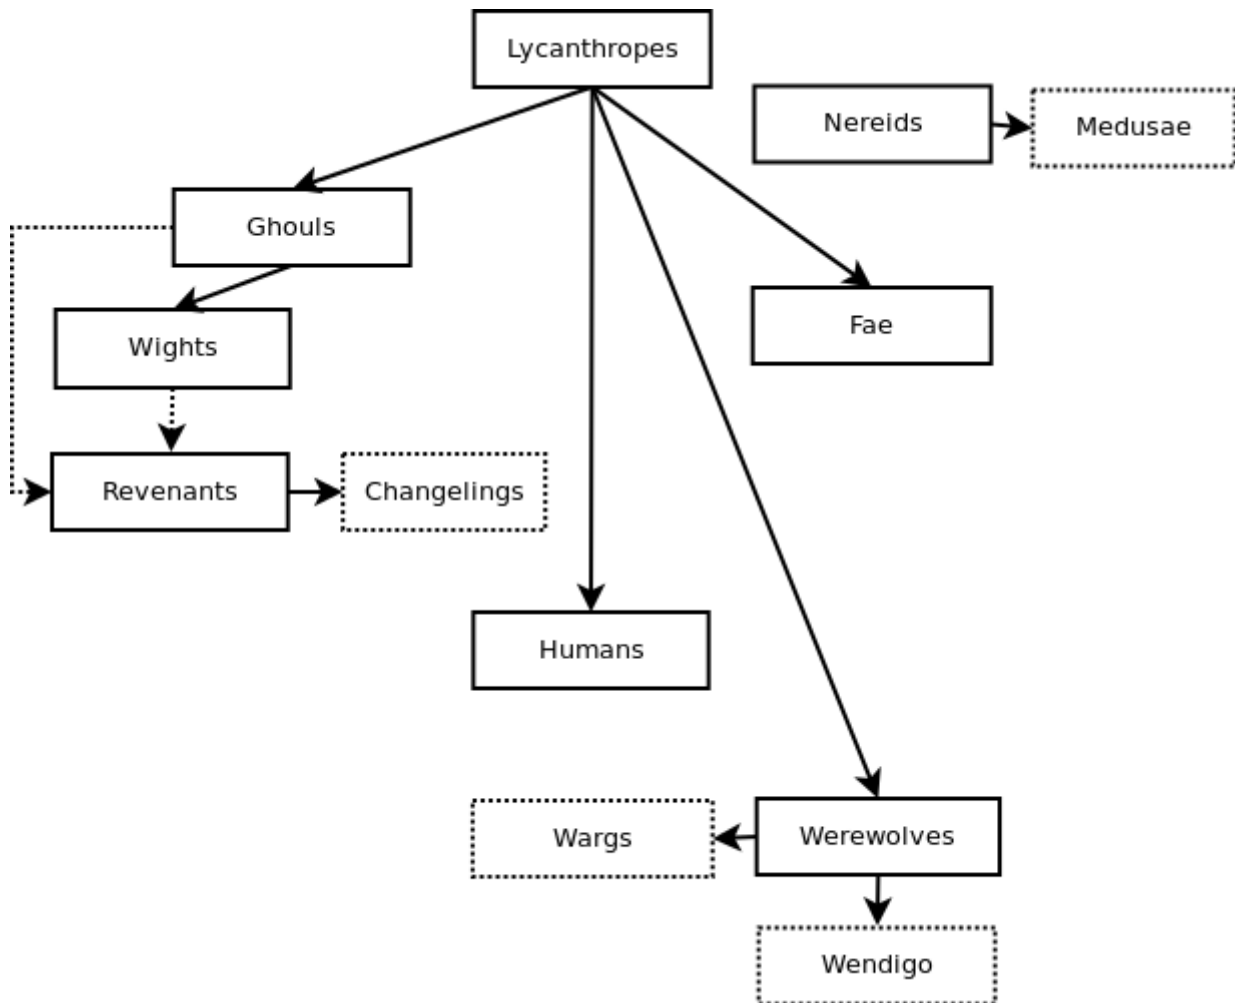 Lycanthropes
Nereids
Medusae
Ghouls
Fae
Wights
Revenants
Changelings
Humans
Wargs
Werewolves
Wendigo